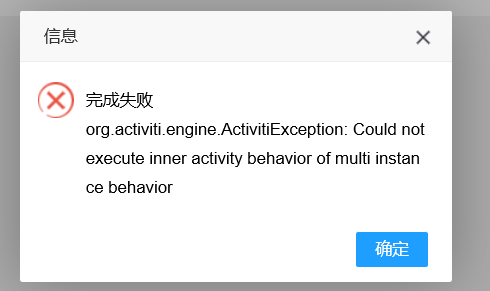 信息
完成失败
org.activiti.engine.ActivitiException: Could not
execute inner activity behavior of multi instan
ce behavior
确定